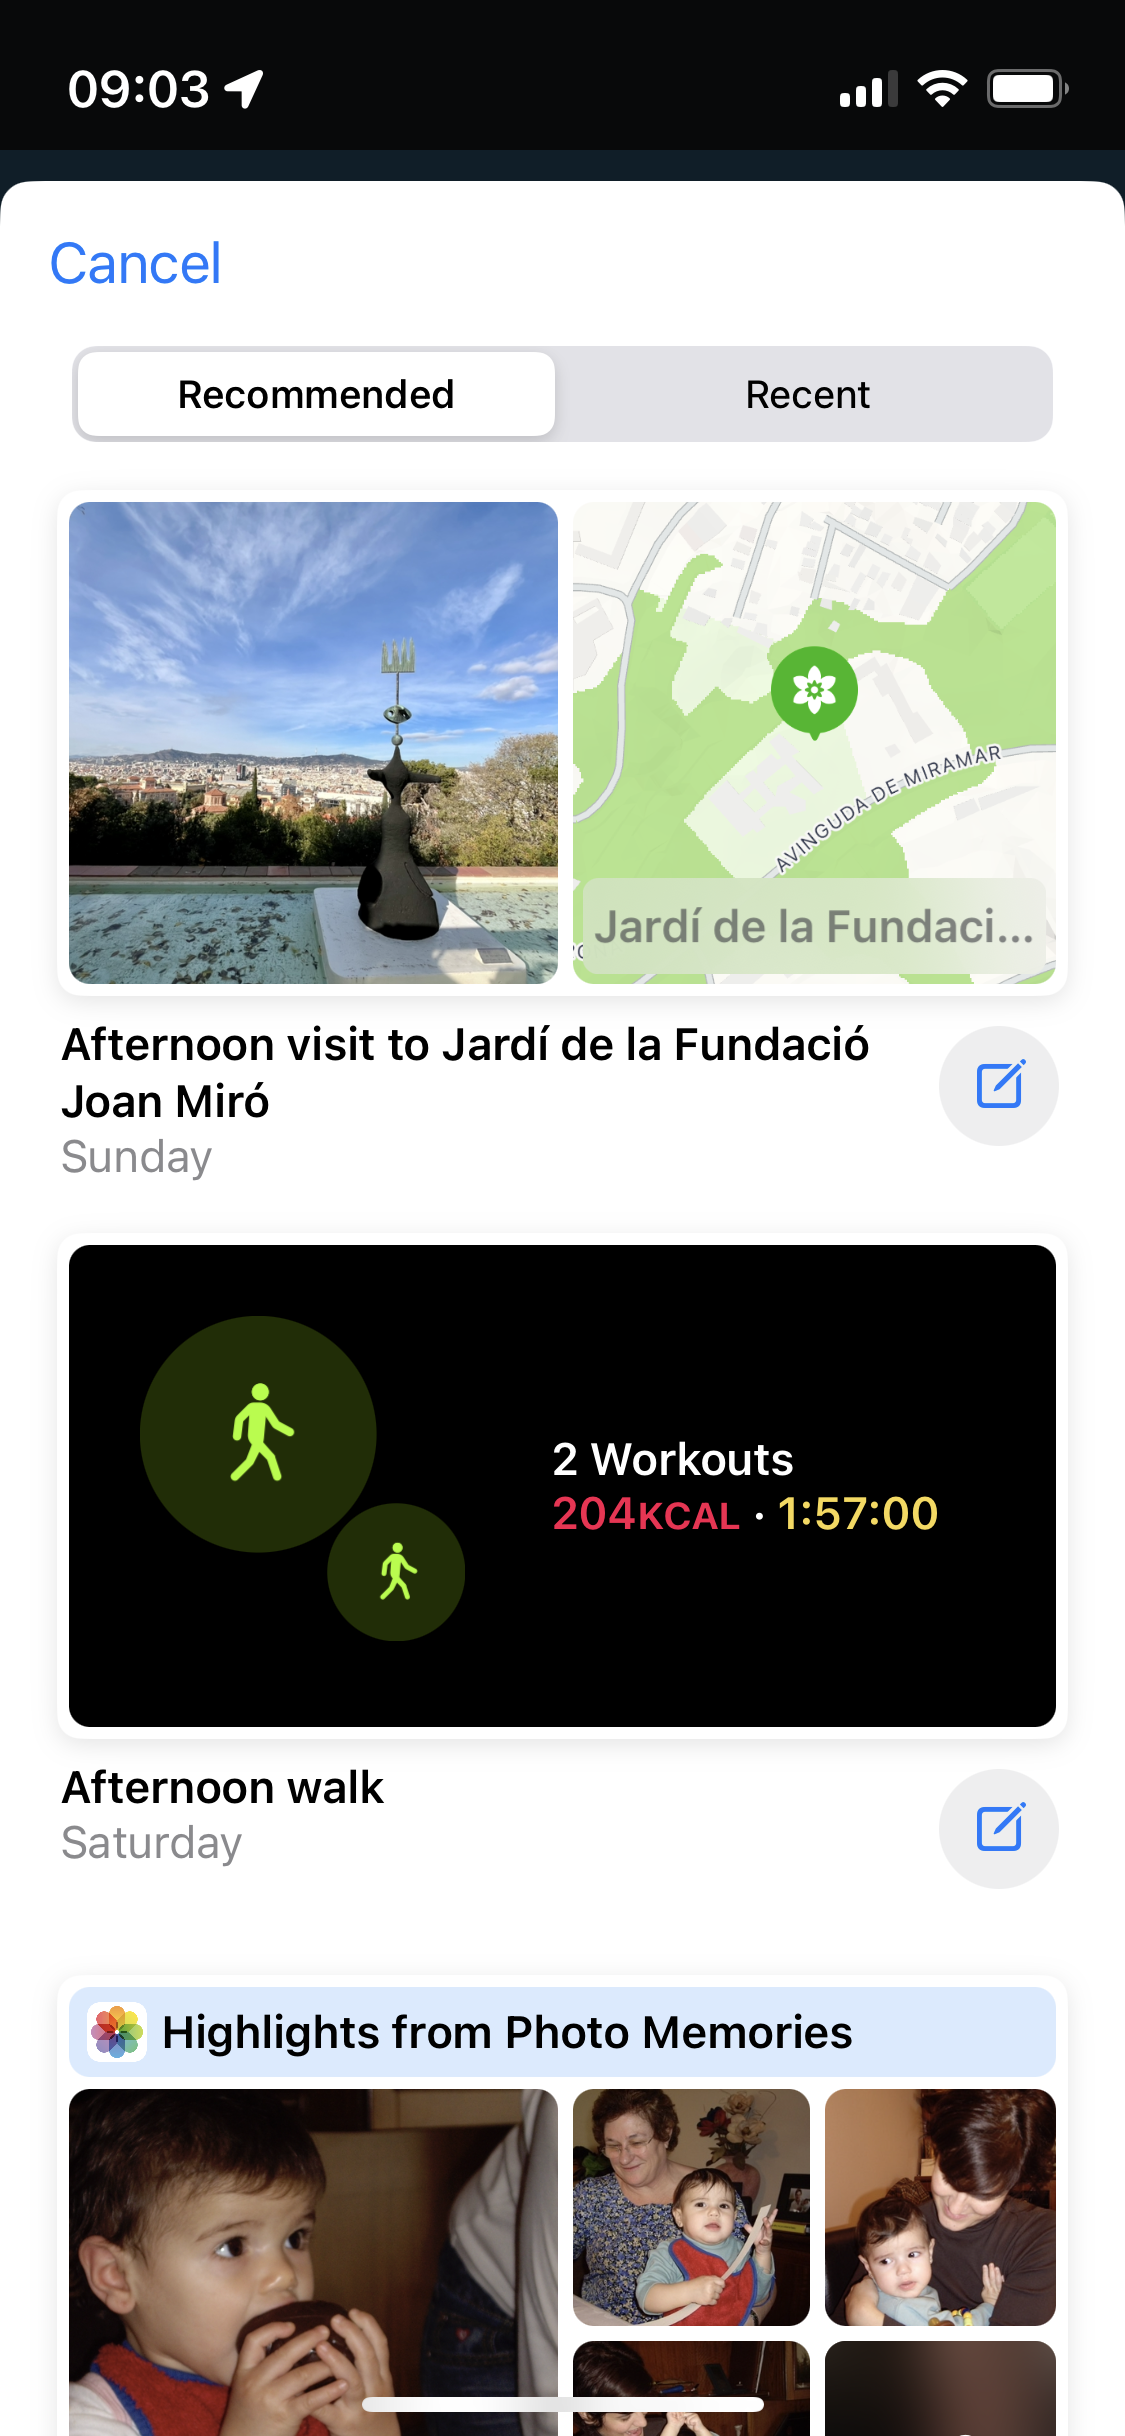 09:03
Cancel
Recommended
Recent
AVINGUDA DE MIRAMAR
Jardí de la Fundaci...
Afternoon visit to Jardí de la Fundació
Joan Miró
Sunday
2 Workouts
204KCAL · 1:57:00
Afternoon walk
Saturday
Highlights from Photo Memories